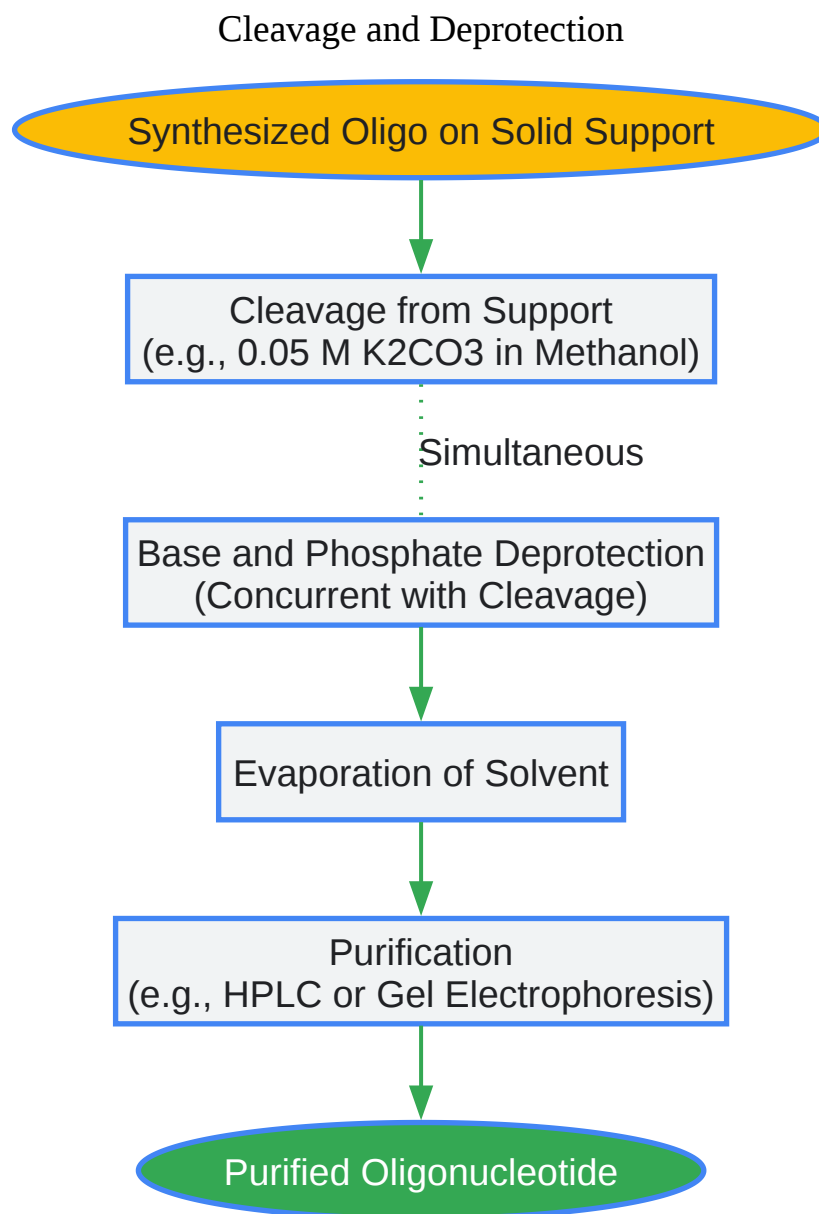 Cleavage and Deprotection
Synthesized Oligo on Solid Support
Cleavage from Support
(e.g., 0.05 M K2CO3 in Methanol)
Simultaneous
Base and Phosphate Deprotection
(Concurrent with Cleavage)
Evaporation of Solvent
Purification
(e.g., HPLC or Gel Electrophoresis)
Purified Oligonucleotide